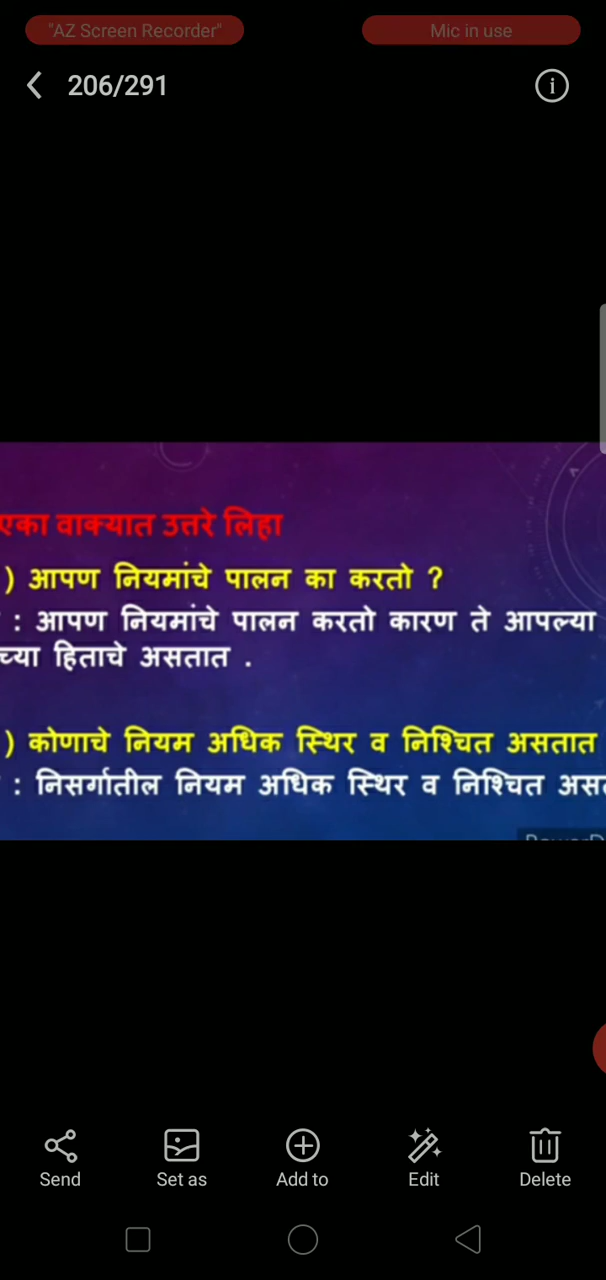 "AZ Screen Recorder"
Mic in use
206/291
एका वाक्यात उत्तरे लिहा
) आपण नियमांचे पालन का करतो ?
: आपण नियमांचे पालन करतो कारण ते आपल्या
च्या हिताचे असतात .
) कोणाचे नियम अधिक स्थिर व निश्चित असतात
: निसर्गातील नियम अधिक स्थिर व निश्चित
Send
Set as
Add to
Edit
Delete